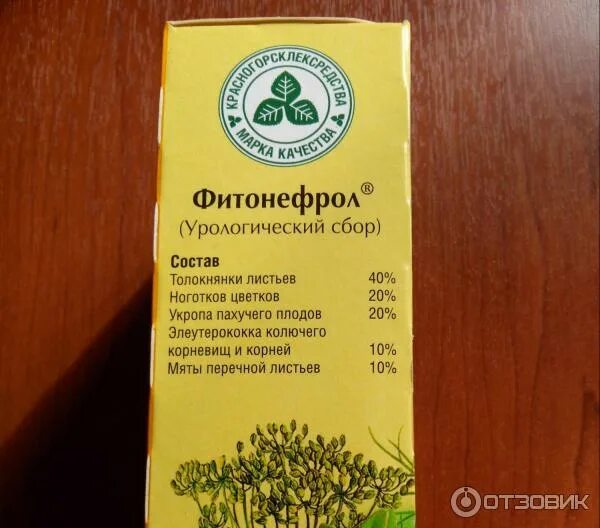 КРАСНОГОРСКЛЕКСРЕДСТВА
МАРКА КАЧЕСТВА
Фитонефрол®
(Урологический сбор)
Состав
Толокнянки листьев 40%
Ноготков цветков 20%
Укропа пахучего плодов 20%
Элеутерококка колючего
корневищ и корней 10%
Мяты перечной листьев 10%
ОТЗОВИК